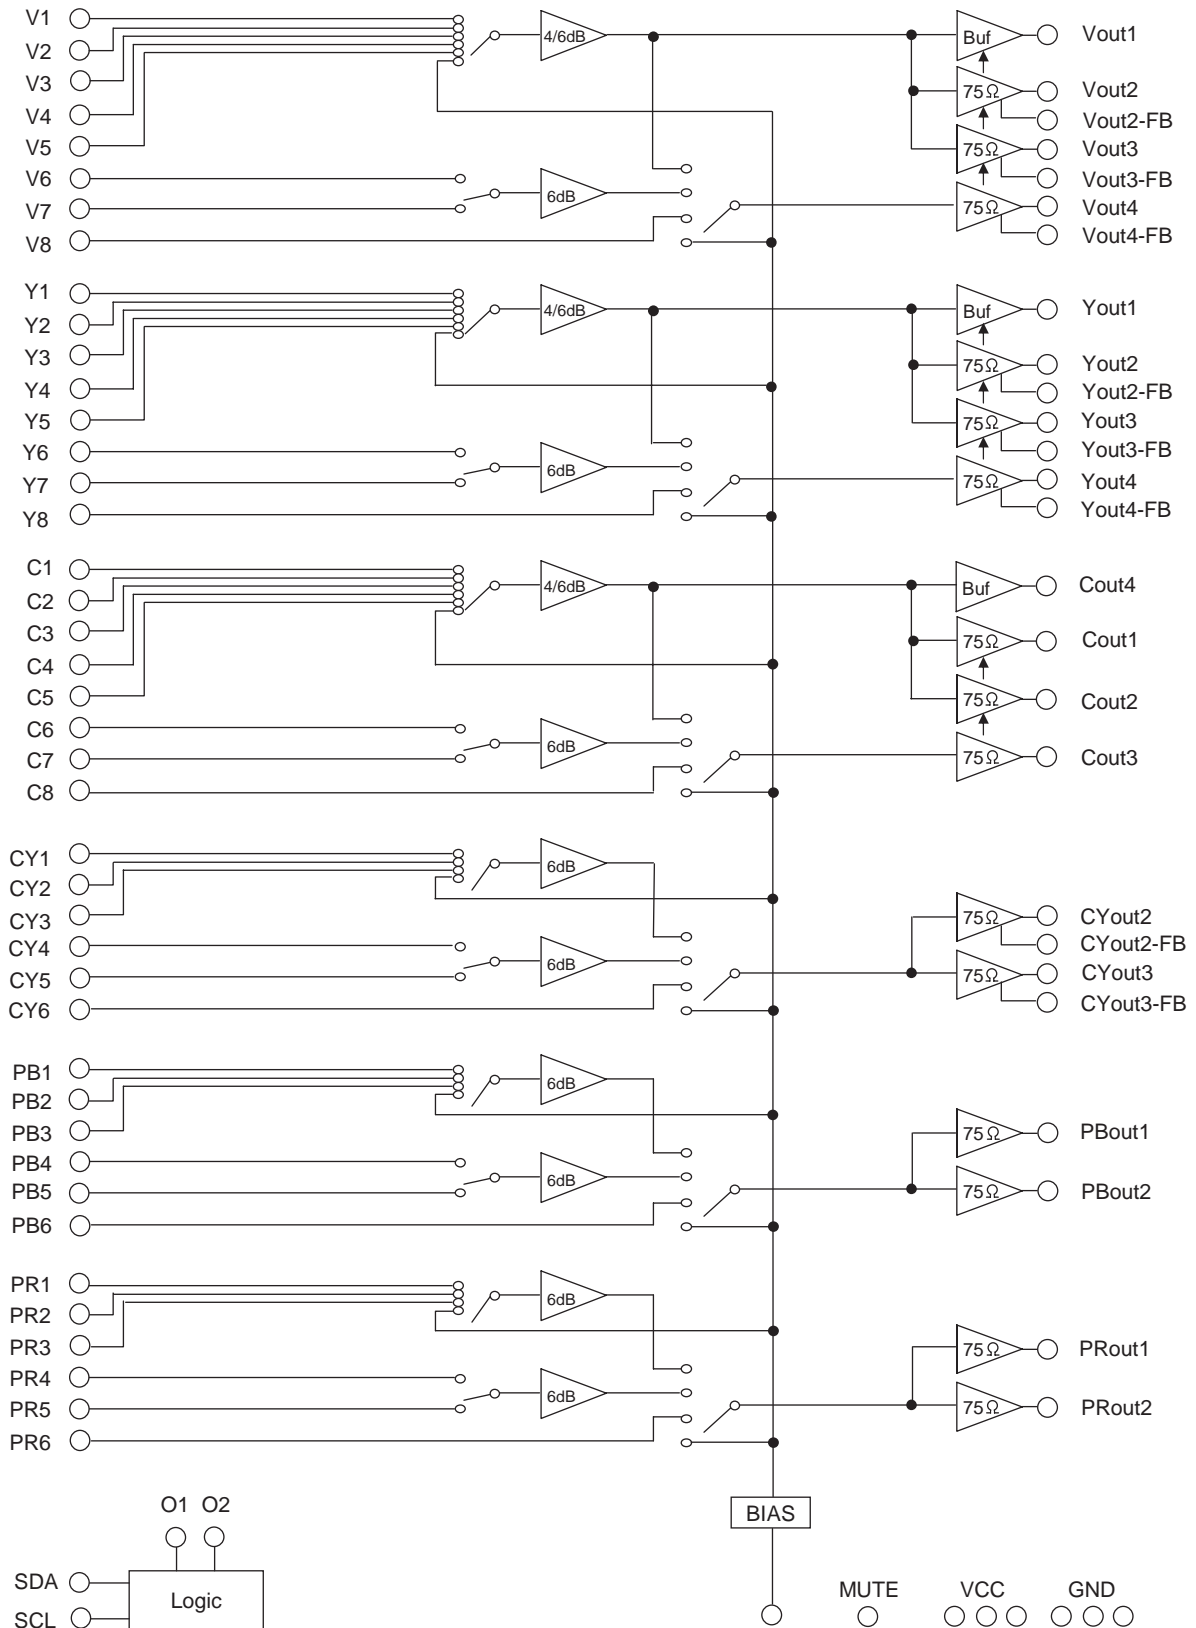 V1
V2
V3
V4
V5
V6
V7
V8
4/6dB
6dB
Buf
75Ω
75Ω
75Ω
Vout1
Vout2
Vout2-FB
Vout3
Vout3-FB
Vout4
Vout4-FB
Y1
Y2
Y3
Y4
Y5
Y6
Y7
Y8
4/6dB
6dB
Buf
75Ω
75Ω
75Ω
Yout1
Yout2
Yout2-FB
Yout3
Yout3-FB
Yout4
Yout4-FB
C1
C2
C3
C4
C5
C6
C7
C8
4/6dB
6dB
Buf
75Ω
75Ω
75Ω
Cout4
Cout1
Cout2
Cout3
CY1
CY2
CY3
CY4
CY5
CY6
6dB
6dB
75Ω
75Ω
CYout2
CYout2-FB
CYout3
CYout3-FB
PB1
PB2
PB3
PB4
PB5
PB6
6dB
6dB
75Ω
75Ω
PBout1
PBout2
PR1
PR2
PR3
PR4
PR5
PR6
6dB
6dB
75Ω
75Ω
PRout1
PRout2
BIAS
O1 O2
SDA
SCL
Logic
MUTE
VCC
GND